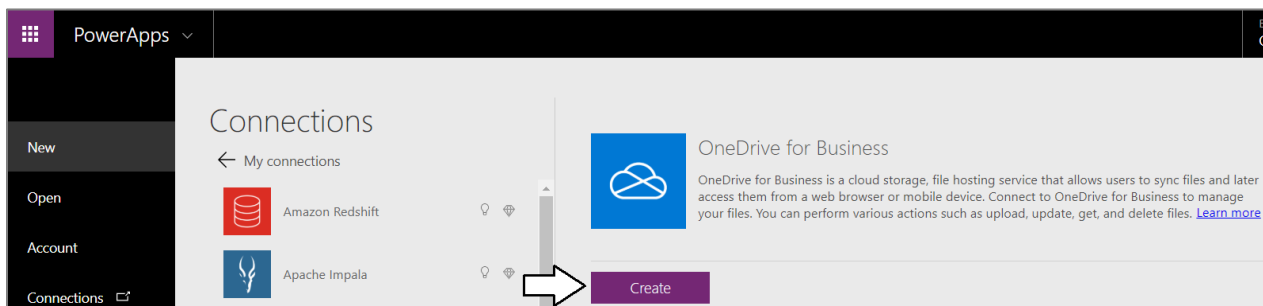 PowerApps
Connections
New
My connections
OneDrive for Business
OneDrive for Business is a cloud storage, file hosting service that allows users to sync files and later
access them from a web browser or mobile device. Connect to OneDrive for Business to manage
your files. You can perform various actions such as upload, update, get, and delete files. Learn more
Open
Amazon Redshift
Account
Apache Impala
Create
Connections